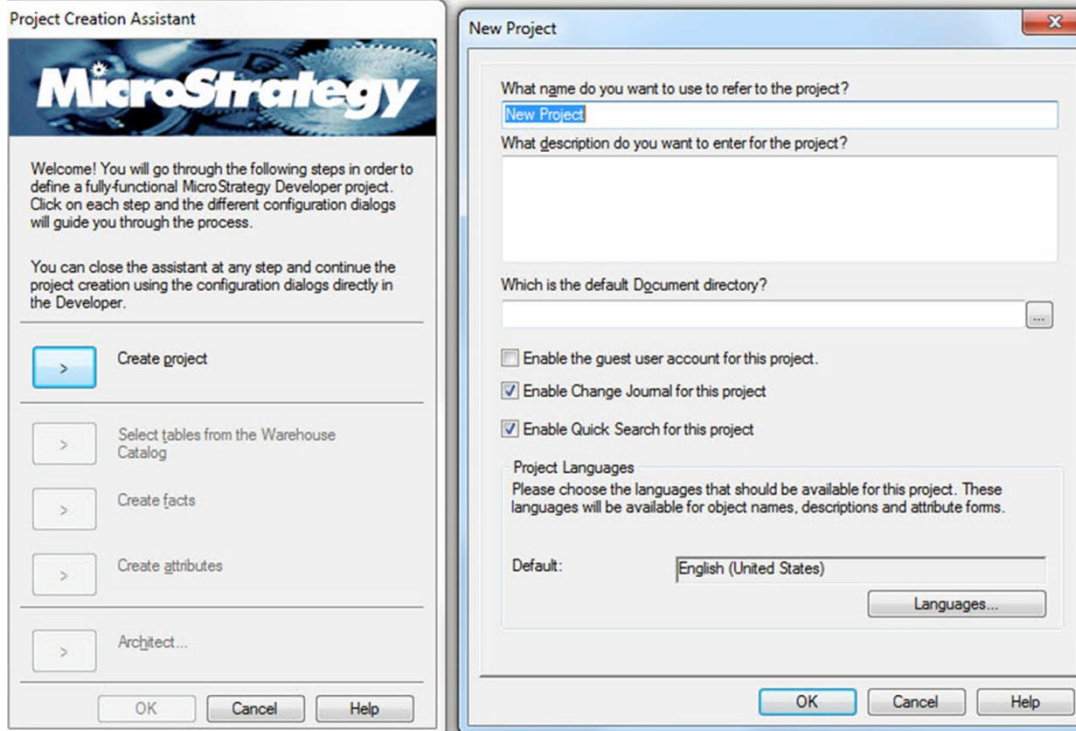 Project Creation Assistant
MicroStrategy
Welcome! You will go through the following steps in order to
define a fully-functional MicroStrategy Developer project.
Click on each step and the different configuration dialogs
will guide you through the process.
You can close the assistant at any step and continue the
project creation using the configuration dialogs directly in
the Developer.
> Create project
> Select tables from the Warehouse
Catalog
> Create facts
> Create attributes
> Architect...
OK Cancel Help
New Project
What name do you want to use to refer to the project?
New Project
What description do you want to enter for the project?
Which is the default Document directory?
...
Enable the guest user account for this project.
Enable Change Journal for this project
Enable Quick Search for this project
Project Languages
Please choose the languages that should be available for this project. These
languages will be available for object names, descriptions and attribute forms.
Default: English (United States)
Languages...
OK Cancel Help